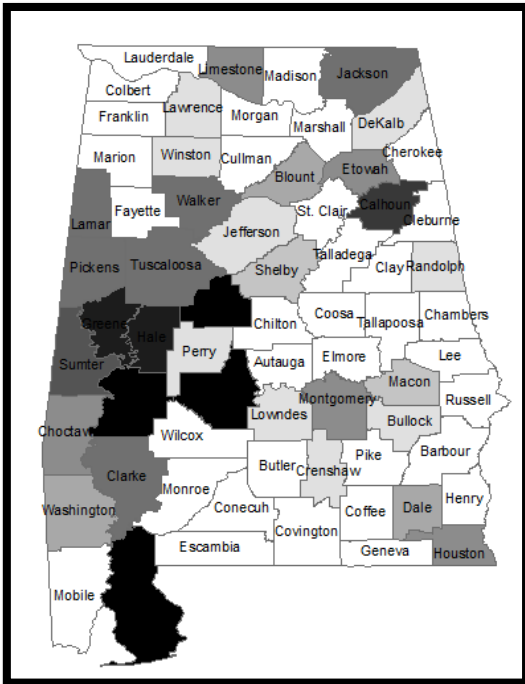 Lauderdale
Limestone
Madison
Jackson
Colbert
Lawrence
Franklin
Morgan
Marshall
DeKalb
Marion
Winston
Cullman
Cherokee
Blount
Etowah
Walker
Fayette
Lamar
St. Clair
Calhoun
Cleburne
Jefferson
Talladega
Pickens
Tuscaloosa
Shelby
Clay
Randolph
Greene
Hale
Chilton
Coosa
Tallapoosa
Chambers
Perry
Sumter
Autauga
Elmore
Lee
Macon
Montgomery
Russell
Lowndes
Bullock
Choctaw
Wilcox
Pike
Barbour
Butler
Crenshaw
Clarke
Monroe
Henry
Washington
Conecuh
Coffee
Dale
Covington
Escambia
Geneva
Houston
Mobile